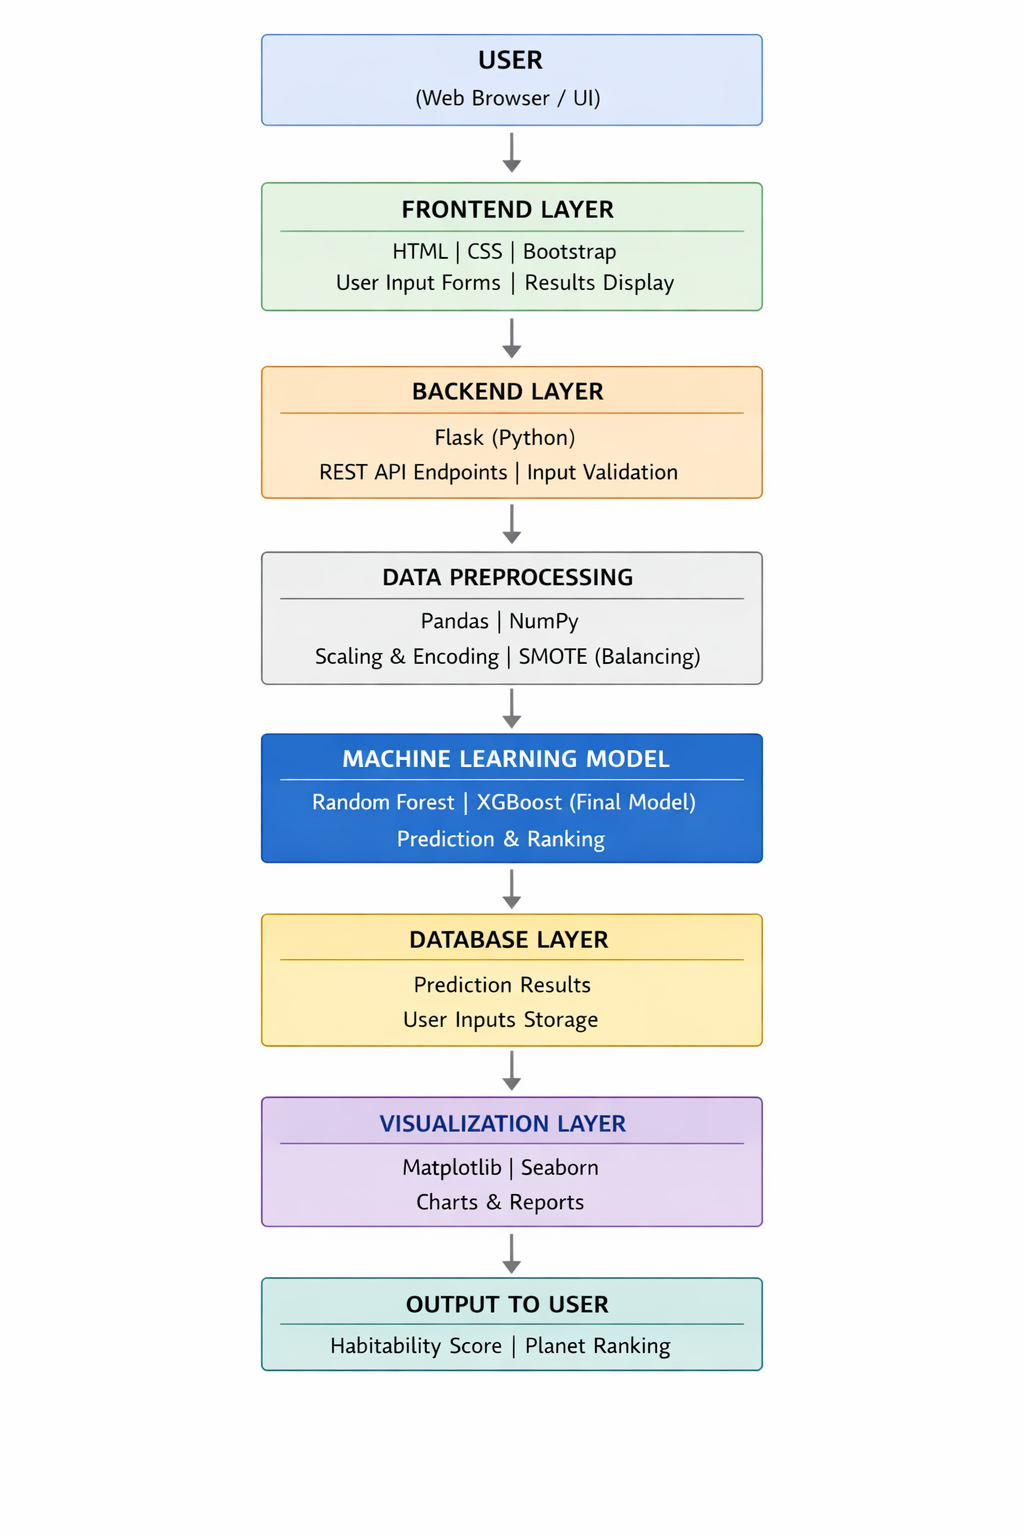 USER
(Web Browser / UI)
FRONTEND LAYER
HTML | CSS | Bootstrap
User Input Forms | Results Display
BACKEND LAYER
Flask (Python)
REST API Endpoints | Input Validation
DATA PREPROCESSING
Pandas | NumPy
Scaling & Encoding | SMOTE (Balancing)
MACHINE LEARNING MODEL
Random Forest | XGBoost (Final Model)
Prediction & Ranking
DATABASE LAYER
Prediction Results
User Inputs Storage
VISUALIZATION LAYER
Matplotlib | Seaborn
Charts & Reports
OUTPUT TO USER
Habitability Score | Planet Ranking